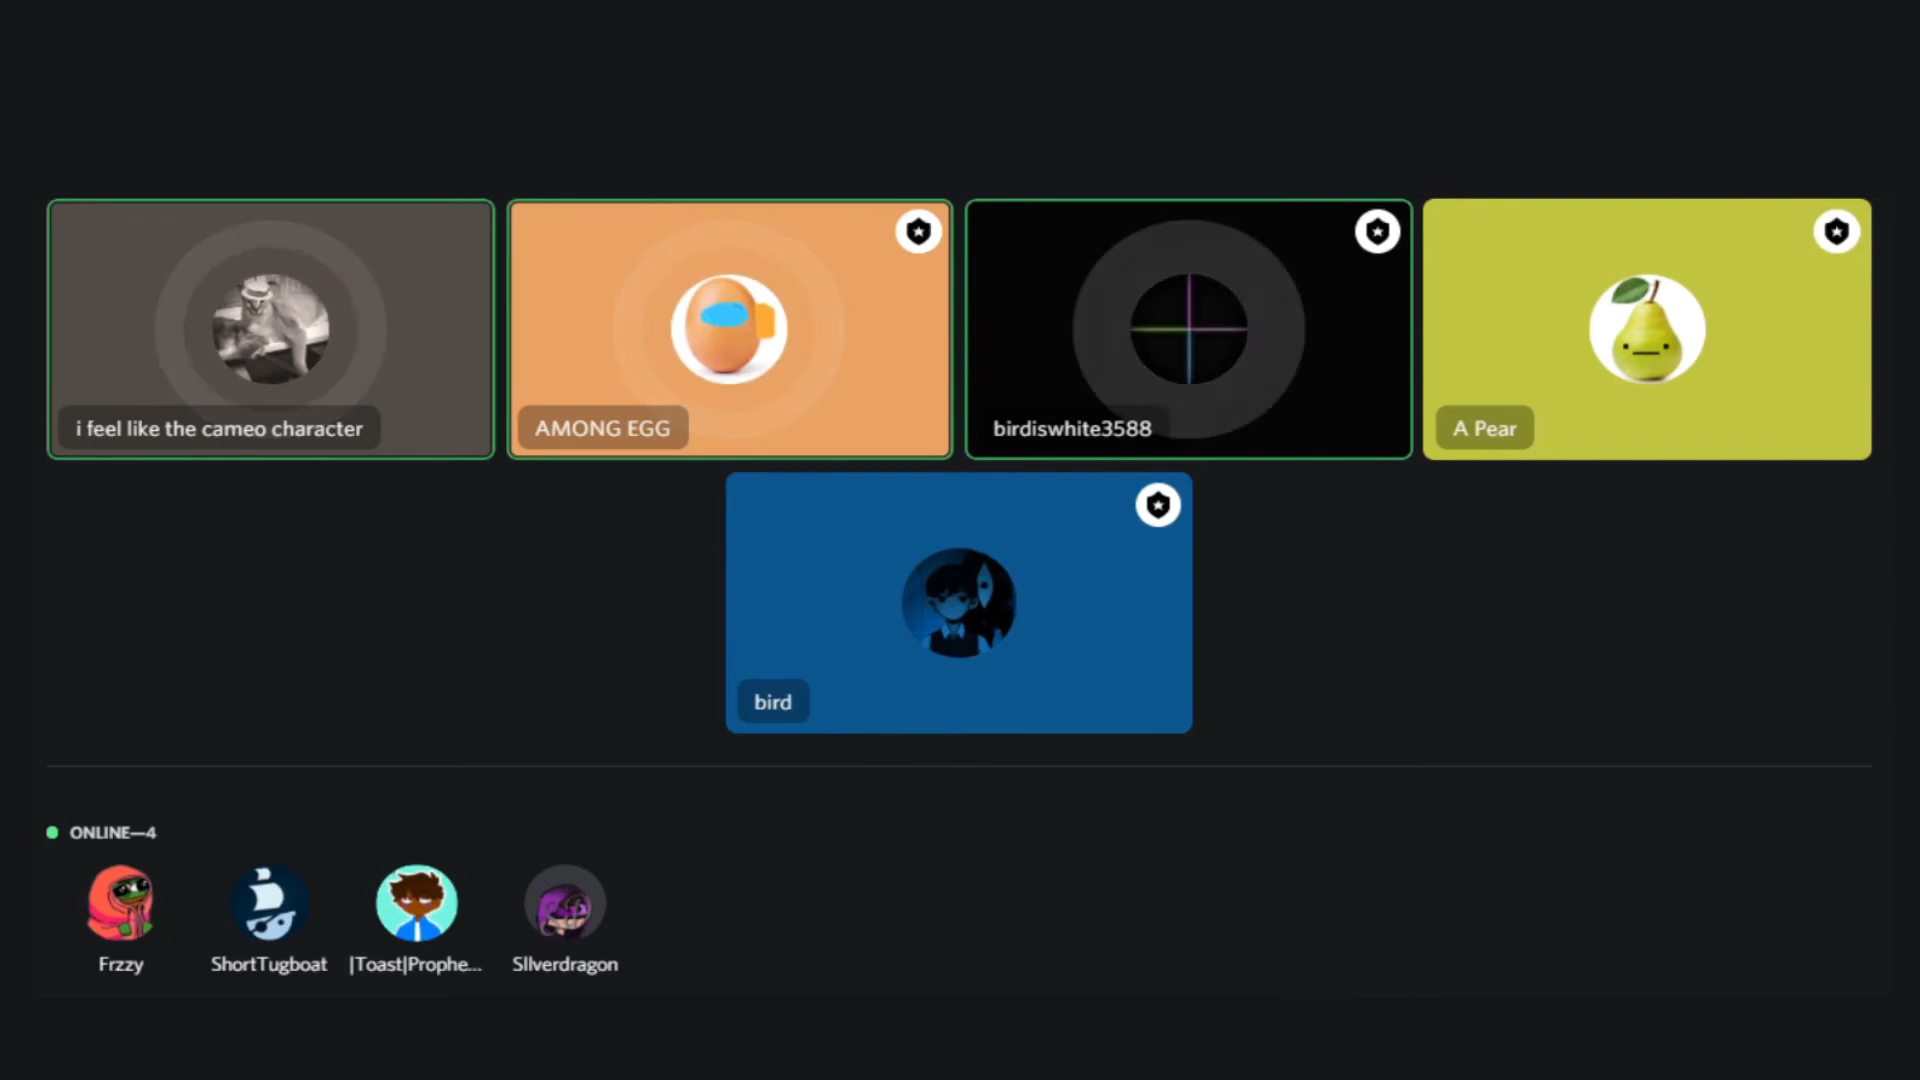 i feel like the cameo character
AMONG EGG
birdiswhite3588
A Pear
bird
ONLINE—4
Frzzy
ShortTugboat
|Toast|Prophe...
SIlverdragon